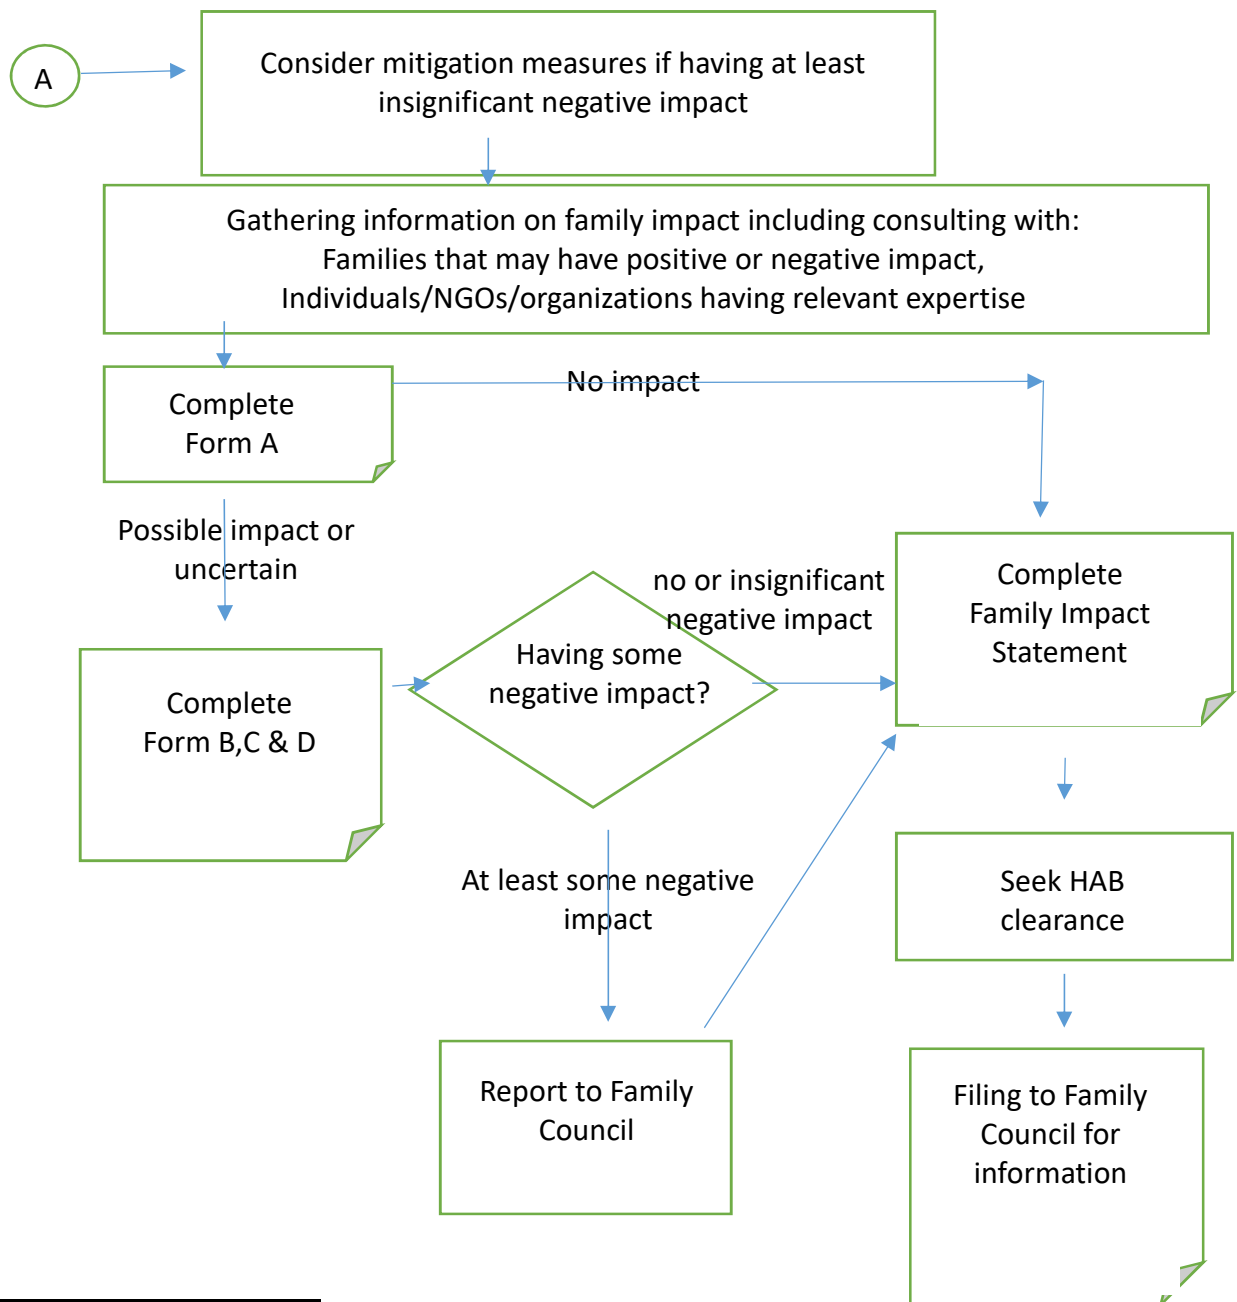 A
Consider mitigation measures if having at least
insignificant negative impact
Gathering information on family impact including consulting with:
Families that may have positive or negative impact,
Individuals/NGOs/organizations having relevant expertise
No impact
Complete
Form A
Possible impact or
uncertain
no or insignificant
negative impact
Complete
Family Impact
Statement
Having some
negative impact?
Complete
Form B,C & D
At least some negative
impact
Seek HAB
clearance
Report to Family
Council
Filing to Family
Council for
information